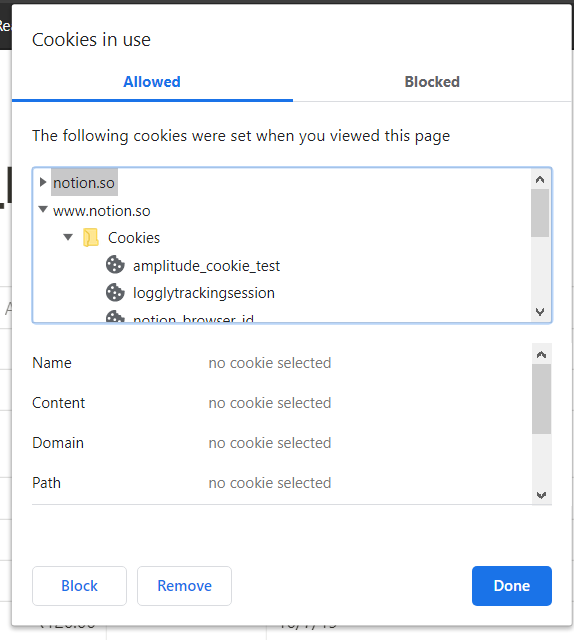 Re
Cookies in use
Allowed Blocked
The following cookies were set when you viewed this page
notion.so
www.notion.so
Cookies
amplitude_cookie_test
logglytrackingsession
notion_browser_id
Name no cookie selected
Content no cookie selected
Domain no cookie selected
Path no cookie selected
Block Remove Done